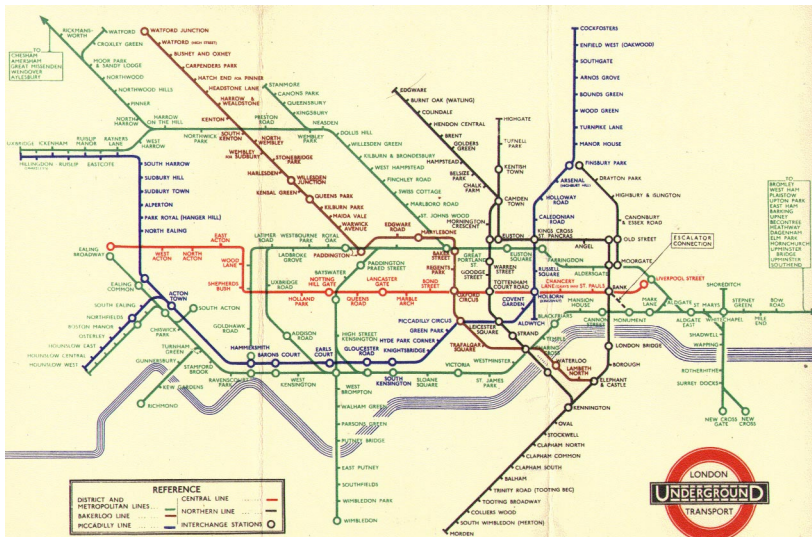 RICKMANS-
WORTH
WATFORD
CROXLEY GREEN
WATFORD JUNCTION
WATFORD (HIGH STREET)
BUSHEY AND OXHEY
CARPENDERS PARK
HATCH END FOR PINNER
HEADSTONE LANE
HARROW &
WEALDSTONE
KENTON
TO
CHESHAM
AMERSHAM
GREAT MISSENDEN
WENDOVER
AYLESBURY
MOOR PARK
& SANDY LODGE
NORTHWOOD
NORTHWOOD HILLS
PINNER
NORTH
HARROW
HARROW
ON THE HILL
STANMORE
CANONS PARK
QUEENSBURY
KINGSBURY
NEASDEN
PRESTON
ROAD
WEMBLEY
PARK
NORTHWICK
PARK
SOUTH
KENTON
NORTH
WEMBLEY
WEMBLEY
FOR SUDBURY
STONEBRIDGE
PARK
HARLESDEN
WILLESDEN
JUNCTION
KENSAL GREEN
QUEENS PARK
KILBURN PARK
MAIDA VALE
WARWICK
AVENUE
DOLLIS HILL
WILLESDEN GREEN
KILBURN & BRONDESBURY
WEST HAMPSTEAD
FINCHLEY ROAD
SWISS COTTAGE
MARLBORO ROAD
ST. JOHNS WOOD
UXBRIDGE
ICKENHAM
RUISLIP
MANOR
RAYNERS
LANE
WEST
HARROW
HILLINGDON
RUISLIP
EASTCOTE
SOUTH HARROW
SUDBURY HILL
SUDBURY TOWN
ALPERTON
PARK ROYAL (HANGER HILL)
NORTH EALING
EDGWARE
BURNT OAK (WATLING)
COLINDALE
HENDON CENTRAL
BRENT
GOLDERS
GREEN
HAMPSTEAD
BELSIZE
PARK
CHALK
FARM
HIGHGATE
TUFNELL
PARK
KENTISH
TOWN
CAMDEN
TOWN
MORNINGTON
CRESCENT
COCKFOSTERS
ENFIELD WEST (OAKWOOD)
SOUTHGATE
ARNOS GROVE
BOUNDS GREEN
WOOD GREEN
TURNPIKE LANE
MANOR HOUSE
FINSBURY PARK
ARSENAL
(HIGHBURY HILL)
DRAYTON PARK
HOLLOWAY
ROAD
HIGHBURY & ISLINGTON
CALEDONIAN
ROAD
CANONBURY
& ESSEX ROAD
TO
BROMLEY
WEST HAM
PLAISTOW
UPTON PARK
EAST HAM
BARKING
UPNEY
BECONTREE
HEATHWAY
DAGENHAM
ELM PARK
HORNCHURCH
UPMINSTER
BRIDGE
UPMINSTER
SOUTHEND
ESCALATOR
CONNECTION
EALING
BROADWAY
WEST
ACTON
NORTH
ACTON
EAST
ACTON
WOOD
LANE
SHEPHERDS
BUSH
LATIMER
ROAD
WESTBOURNE
PARK
ROYAL
OAK
LADBROKE
GROVE
PADDINGTON
EDGWARE
ROAD
MARYLEBONE
BAKER
STREET
PADDINGTON
PRAED STREET
BAYSWATER
UXBRIDGE
ROAD
NOTTING
HILL GATE
HOLLAND
PARK
QUEENS
ROAD
LANCASTER
GATE
MARBLE
ARCH
BOND
STREET
REGENTS
PARK
OXFORD
CIRCUS
GREAT
PORTLAND
ST
GOODGE
STREET
WARREN
STREET
EUSTON
EUSTON
SQUARE
KINGS CROSS
ST. PANCRAS
ANGEL
OLD STREET
MOORGATE
FARRINGDON
ALDERSGATE
TOTTENHAM
COURT ROAD
RUSSELL
SQUARE
CHANCERY
LANE
ST. PAULS
BANK
LIVERPOOL STREET
HOLBORN
(KINGSWAY)
COVENT
GARDEN
ALDWYCH
EALING
COMMON
SOUTH EALING
NORTHFIELDS
BOSTON MANOR
OSTERLEY
HOUNSLOW EAST
HOUNSLOW CENTRAL
HOUNSLOW WEST
ACTON
TOWN
SOUTH ACTON
CHISWICK
PARK
TURNHAM
GREEN
GUNNERSBURY
KEW GARDENS
RICHMOND
STAMFORD
BROOK
RAVENSCOURT
PARK
GOLDHAWK
ROAD
HAMMERSMITH
BARONS COURT
WEST
KENSINGTON
ADDISON
ROAD
EARLS
COURT
HIGH STREET
KENSINGTON
GLOUCESTER
ROAD
SOUTH
KENSINGTON
KNIGHTSBRIDGE
HYDE PARK CORNER
GREEN PARK
PICCADILLY CIRCUS
SLOANE
SQUARE
VICTORIA
ST. JAMES
PARK
WESTMINSTER
TRAFALGAR
SQUARE
LEICESTER
SQUARE
STRAND
CHARING
CROSS
TEMPLE
BLACKFRIARS
MANSION
HOUSE
CANNON
STREET
MONUMENT
MARK
LANE
ALDGATE
ALDGATE
EAST
ST MARYS
WHITECHAPEL
STEPNEY
GREEN
MILE
END
BOW
ROAD
SHOREDITCH
SHADWELL
WAPPING
ROTHERHITHE
SURREY DOCKS
NEW CROSS
GATE
NEW
CROSS
WATERLOO
LAMBETH
NORTH
ELEPHANT
& CASTLE
LONDON BRIDGE
BOROUGH
KENNINGTON
OVAL
STOCKWELL
CLAPHAM NORTH
CLAPHAM COMMON
CLAPHAM SOUTH
BALHAM
TRINITY ROAD (TOOTING BEC)
TOOTING BROADWAY
COLLIERS WOOD
SOUTH WIMBLEDON (MERTON)
MORDEN
WEST
BROMPTON
WALHAM GREEN
PARSONS GREEN
PUTNEY BRIDGE
EAST PUTNEY
SOUTHFIELDS
WIMBLEDON PARK
WIMBLEDON
REFERENCE
DISTRICT AND
METROPOLITAN LINES
BAKERLOO LINE
PICCADILLY LINE
CENTRAL LINE
NORTHERN LINE
INTERCHANGE STATIONS
LONDON
UNDERGROUND
TRANSPORT